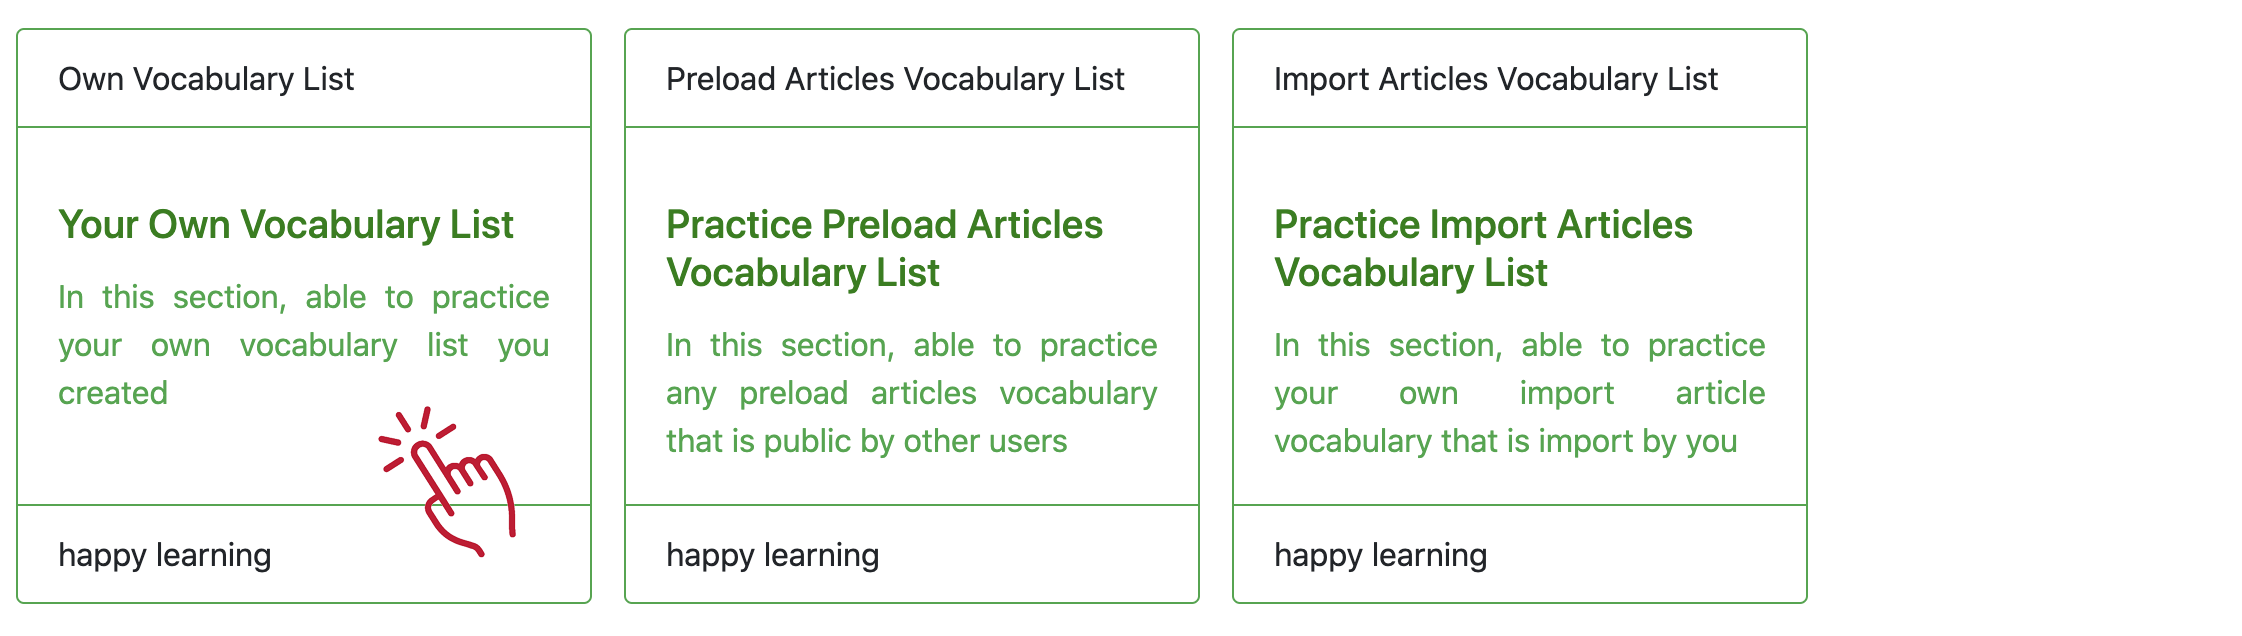 Own Vocabulary List
Your Own Vocabulary List
In this section, able to practice
your own vocabulary list you
created
happy learning
Preload Articles Vocabulary List
Practice Preload Articles
Vocabulary List
In this section, able to practice
any preload articles vocabulary
that is public by other users
happy learning
Import Articles Vocabulary List
Practice Import Articles
Vocabulary List
In this section, able to practice
your own import article
vocabulary that is import by you
happy learning